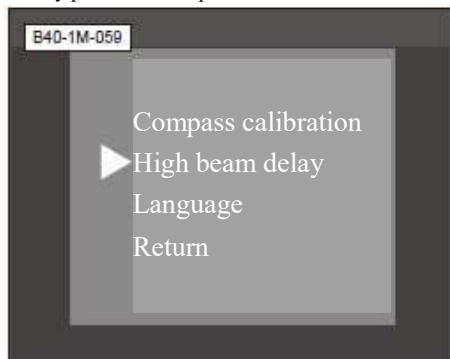 B40-1M-059
Compass calibration
High beam delay
Language
Return